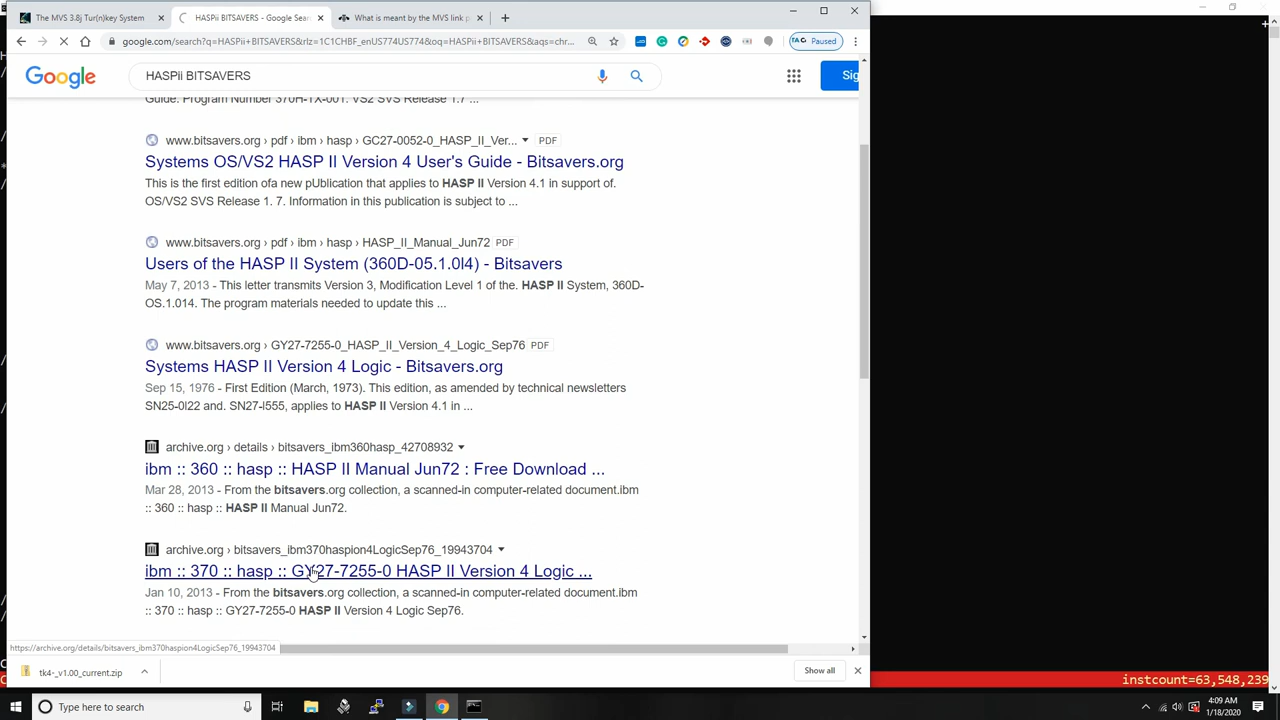 The MVS 3.8j Tur(n)key System
HASPii BITSAVERS - Google Sear
What is meant by the MVS link p
google.com/search?q=HASPii+BITSAVERS&rlz=1C1CHBF_enUS774US774&oq=HASPii+BITSAVERS&aqs=chr...
Paused
Google
HASPii BITSAVERS
Sig
Guide. Program Number 370H-TX-001. VS2 SVS Release 1.7 ...
www.bitsavers.org › pdf › ibm › hasp › GC27-0052-0_HASP_II_Ver... PDF
Systems OS/VS2 HASP II Version 4 User's Guide - Bitsavers.org
This is the first edition ofa new pUblication that applies to HASP II Version 4.1 in support of.
OS/VS2 SVS Release 1. 7. Information in this publication is subject to ...
www.bitsavers.org › pdf › ibm › hasp › HASP_II_Manual_Jun72 PDF
Users of the HASP II System (360D-05.1.0l4) - Bitsavers
May 7, 2013 - This letter transmits Version 3, Modification Level 1 of the. HASP II System, 360D-
OS.1.014. The program materials needed to update this ...
www.bitsavers.org › GY27-7255-0_HASP_II_Version_4_Logic_Sep76 PDF
Systems HASP II Version 4 Logic - Bitsavers.org
Sep 15, 1976 - First Edition (March, 1973). This edition, as amended by technical newsletters
SN25-0l22 and. SN27-l555, applies to HASP II Version 4.1 in ...
archive.org › details › bitsavers_ibm360hasp_42708932
ibm :: 360 :: hasp :: HASP II Manual Jun72 : Free Download ...
Mar 28, 2013 - From the bitsavers.org collection, a scanned-in computer-related document.ibm
:: 360 :: hasp :: HASP II Manual Jun72.
archive.org › bitsavers_ibm370haspion4LogicSep76_19943704
ibm :: 370 :: hasp :: GY27-7255-0 HASP II Version 4 Logic ...
Jan 10, 2013 - From the bitsavers.org collection, a scanned-in computer-related document.ibm
:: 370 :: hasp :: GY27-7255-0 HASP II Version 4 Logic Sep76.
https://archive.org/details/bitsavers_ibm370haspion4LogicSep76_19943704
tk4-_v1.00_current.zip
Show all
instcount=63,548,239
Type here to search
4:09 AM
1/18/2020